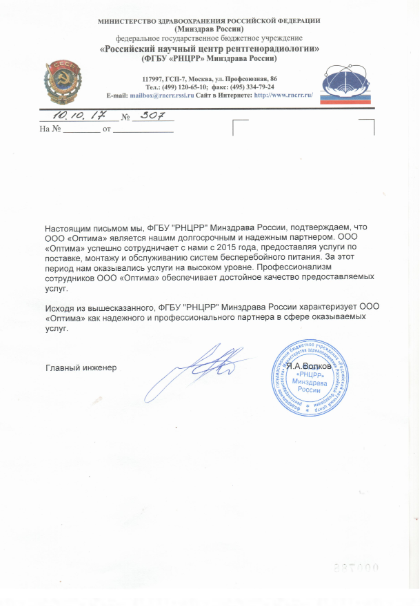 МИНИСТЕРСТВО ЗДРАВООХРАНЕНИЯ РОССИЙСКОЙ ФЕДЕРАЦИИ
(Минздрав России)
федеральное государственное бюджетное учреждение
«Российский научный центр рентгенорадиологии»
(ФГБУ «РНЦРР» Минздрава России)
117997, ГСП-7, Москва, ул. Профсоюзная, 86
Тел.: (499) 120-65-10; факс: (495) 334-79-24
E-mail: mailbox@rncrr.rssi.ru Сайт в Интернете: http://www.rncrr.ru/
10.10.17 № 307
На № от
Настоящим письмом мы, ФГБУ "РНЦРР" Минздрава России, подтверждаем, что
ООО «Оптима» является нашим долгосрочным и надежным партнером. ООО
«Оптима» успешно сотрудничает с нами с 2015 года, предоставляя услуги по
поставке, монтажу и обслуживанию систем бесперебойного питания. За этот
период нам оказывались услуги на высоком уровне. Профессионализм
сотрудников ООО «Оптима» обеспечивает достойное качество предоставляемых
услуг.
Исходя из вышесказанного, ФГБУ "РНЦРР" Минздрава России характеризует ООО
«Оптима» как надежного и профессионального партнера в сфере оказываемых
услуг.
Главный инженер Я.А.Волков
«РНЦРР»
Минздрава
России